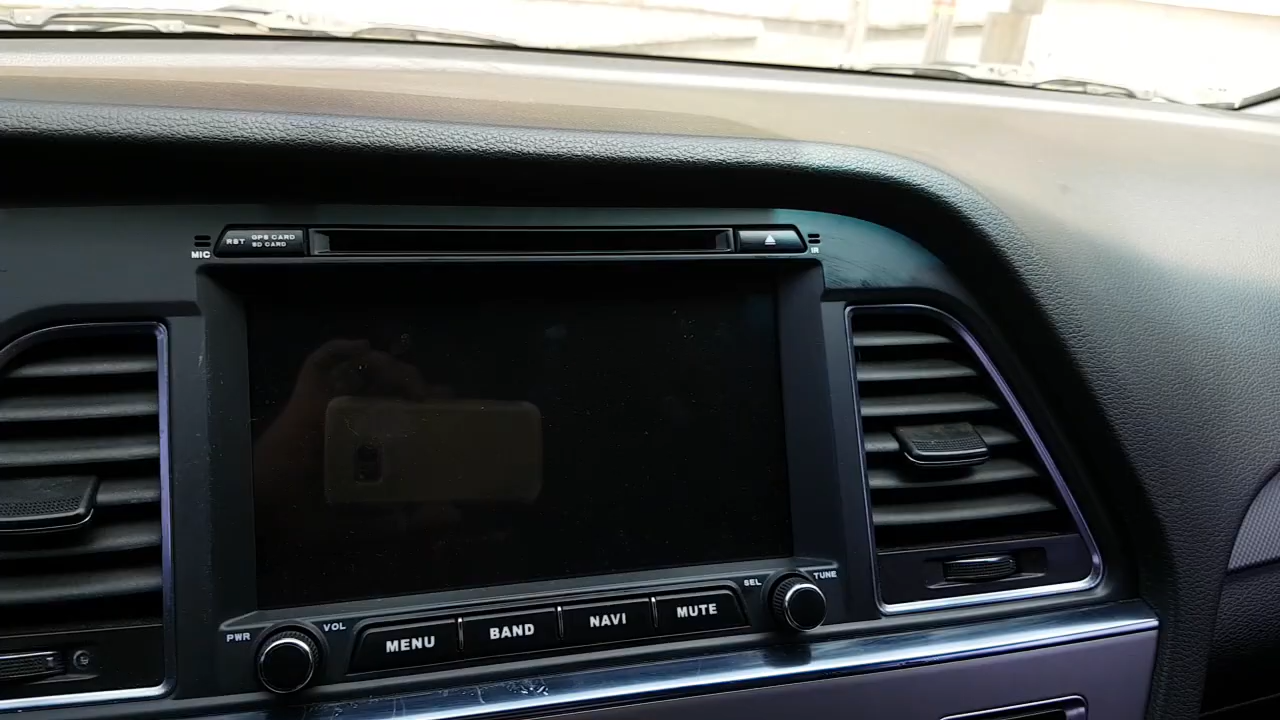 MIC
RST
GPS CARD
SD CARD
IR
PWR
VOL
MENU
BAND
NAVI
MUTE
SEL
TUNE